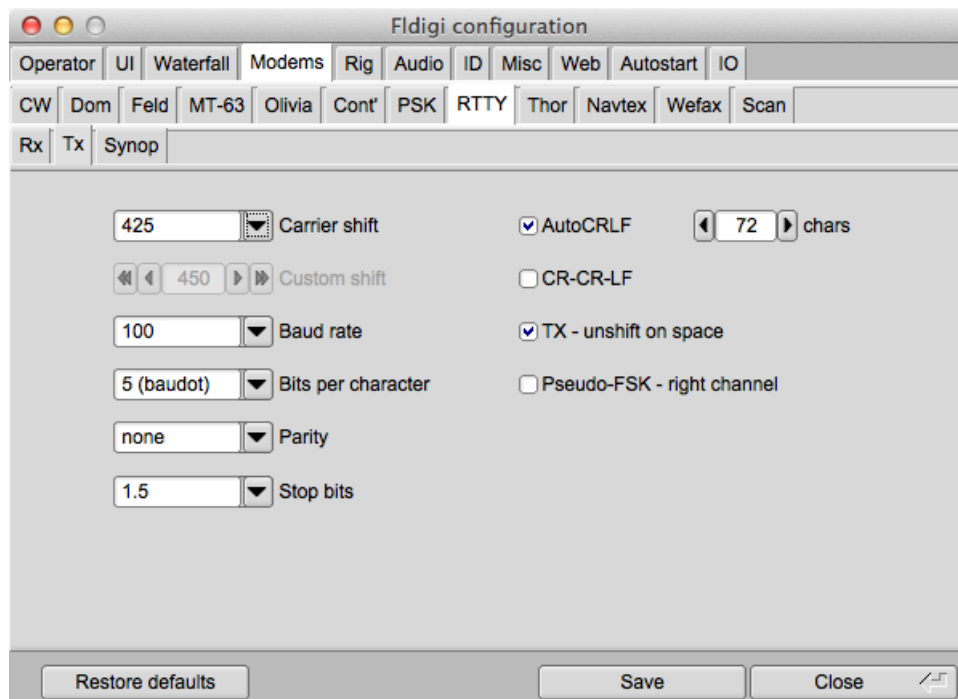 Fldigi configuration
Operator UI Waterfall Modems Rig Audio ID Misc Web Autostart IO
CW Dom Feld MT-63 Olivia Cont' PSK RTTY Thor Navtex Wefax Scan
Rx Tx Synop
425 Carrier shift AutoCRLF 72 chars
450 Custom shift CR-CR-LF
100 Baud rate TX - unshift on space
5 (baudot) Bits per character Pseudo-FSK - right channel
none Parity
1.5 Stop bits
Restore defaults Save Close